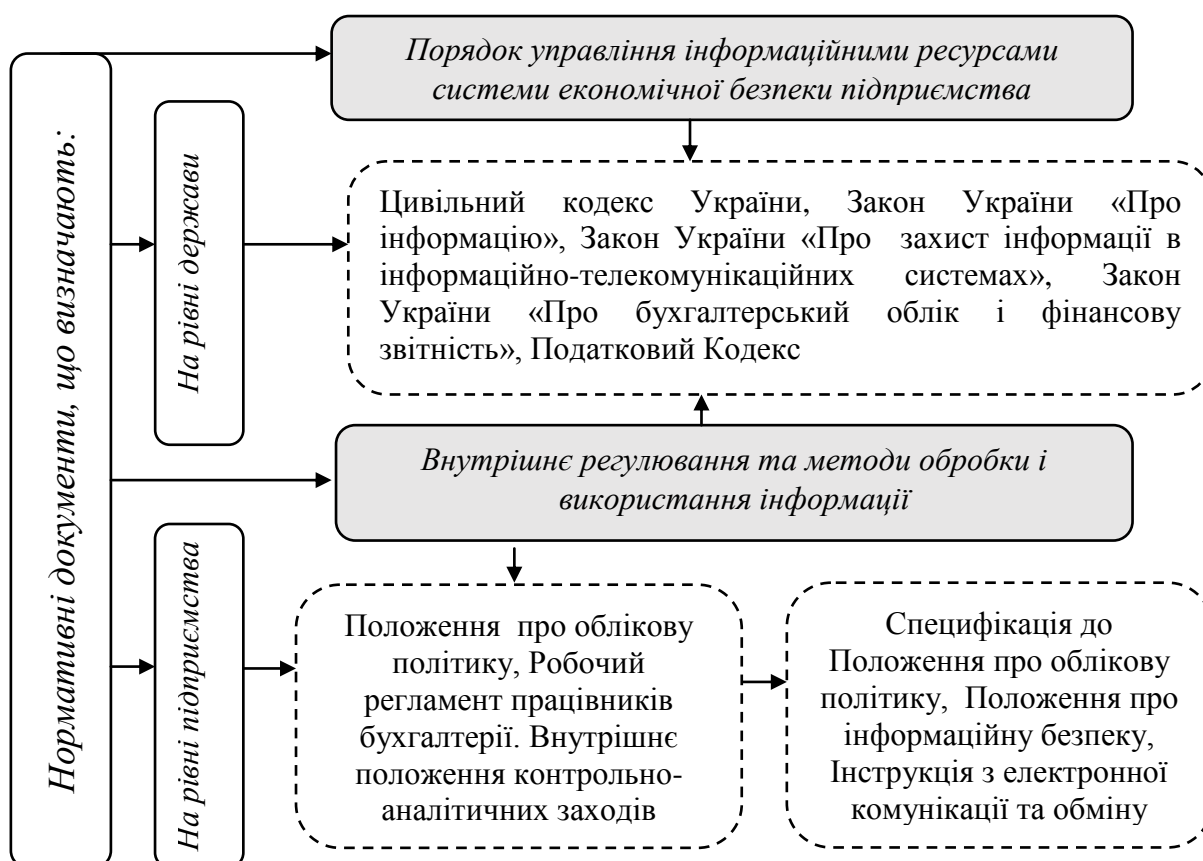 Нормативні документи, що визначають:
Порядок управління інформаційними ресурсами
системи економічної безпеки підприємства
На рівні держави
Цивільний кодекс України, Закон України «Про
інформацію», Закон України «Про захист інформації в
інформаційно-телекомунікаційних системах», Закон
України «Про бухгалтерський облік і фінансову
звітність», Податковий Кодекс
Внутрішнє регулювання та методи обробки і
використання інформації
На рівні підприємства
Положення про облікову
політику, Робочий
регламент працівників
бухгалтерії. Внутрішнє
положення контрольно-
аналітичних заходів
Специфікація до
Положення про облікову
політику, Положення про
інформаційну безпеку,
Інструкція з електронної
комунікації та обміну